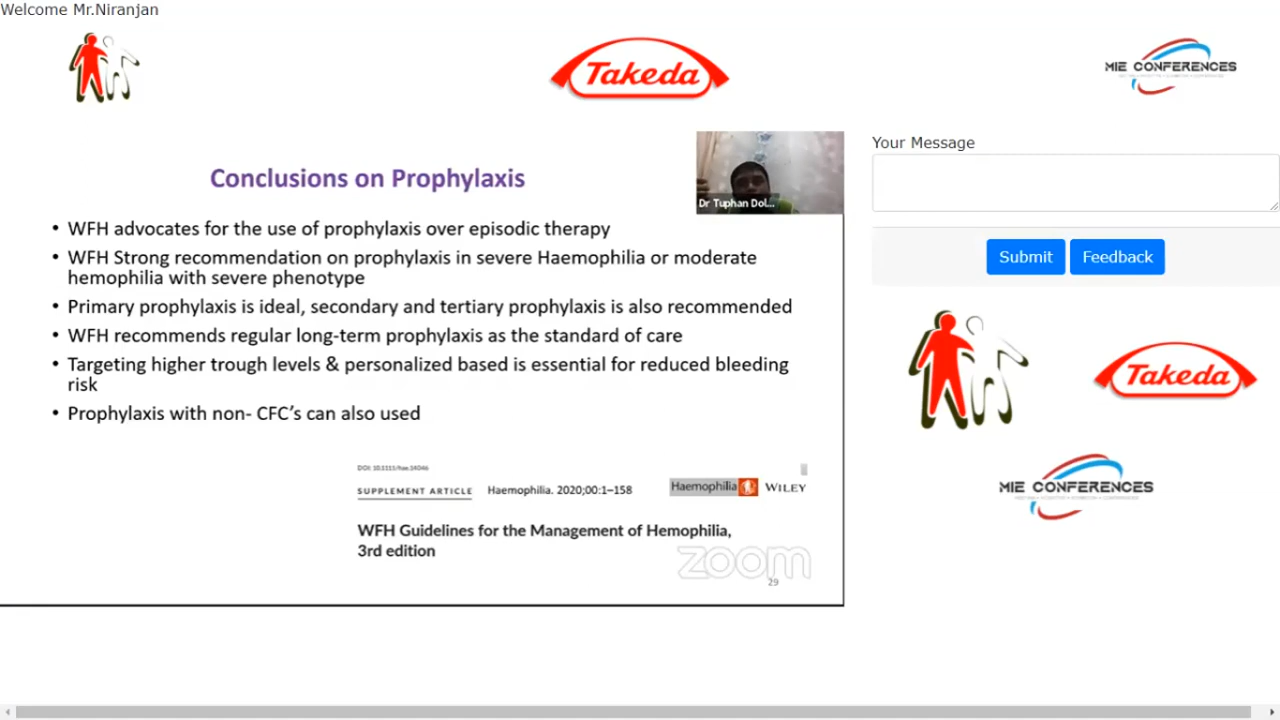 Welcome Mr.Niranjan
Takeda
MIE CONFERENCES
Conclusions on Prophylaxis
Dr Tuphan Dol...
• WFH advocates for the use of prophylaxis over episodic therapy
• WFH Strong recommendation on prophylaxis in severe Haemophilia or moderate
hemophilia with severe phenotype
• Primary prophylaxis is ideal, secondary and tertiary prophylaxis is also recommended
• WFH recommends regular long-term prophylaxis as the standard of care
• Targeting higher trough levels & personalized based is essential for reduced bleeding
risk
• Prophylaxis with non- CFC's can also used
DOI: 10.1111/hae.14046
SUPPLEMENT ARTICLE Haemophilia. 2020;00:1–158 Haemophilia WILEY
WFH Guidelines for the Management of Hemophilia,
3rd edition
zoom
29
Your Message
Submit Feedback
Takeda
MIE CONFERENCES